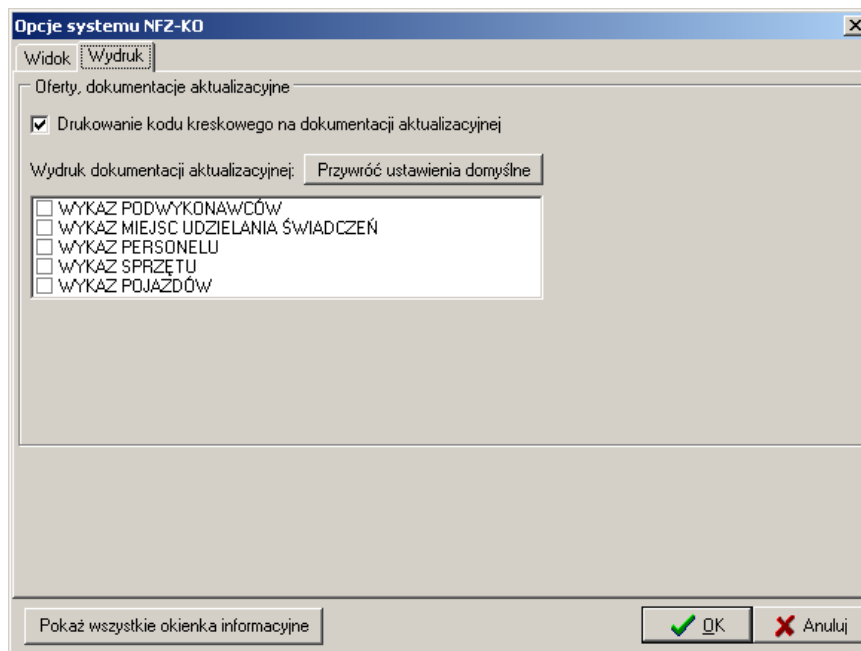 Opcje systemu NFZ-KO
Widok Wydruk
Oferty, dokumentacje aktualizacyjne
Drukowanie kodu kreskowego na dokumentacji aktualizacyjnej
Wydruk dokumentacji aktualizacyjnej: Przywróć ustawienia domyślne
WYKAZ PODWYKONAWCÓW
WYKAZ MIEJSC UDZIELANIA ŚWIADCZEŃ
WYKAZ PERSONELU
WYKAZ SPRZĘTU
WYKAZ POJAZDÓW
Pokaż wszystkie okienka informacyjne OK Anuluj